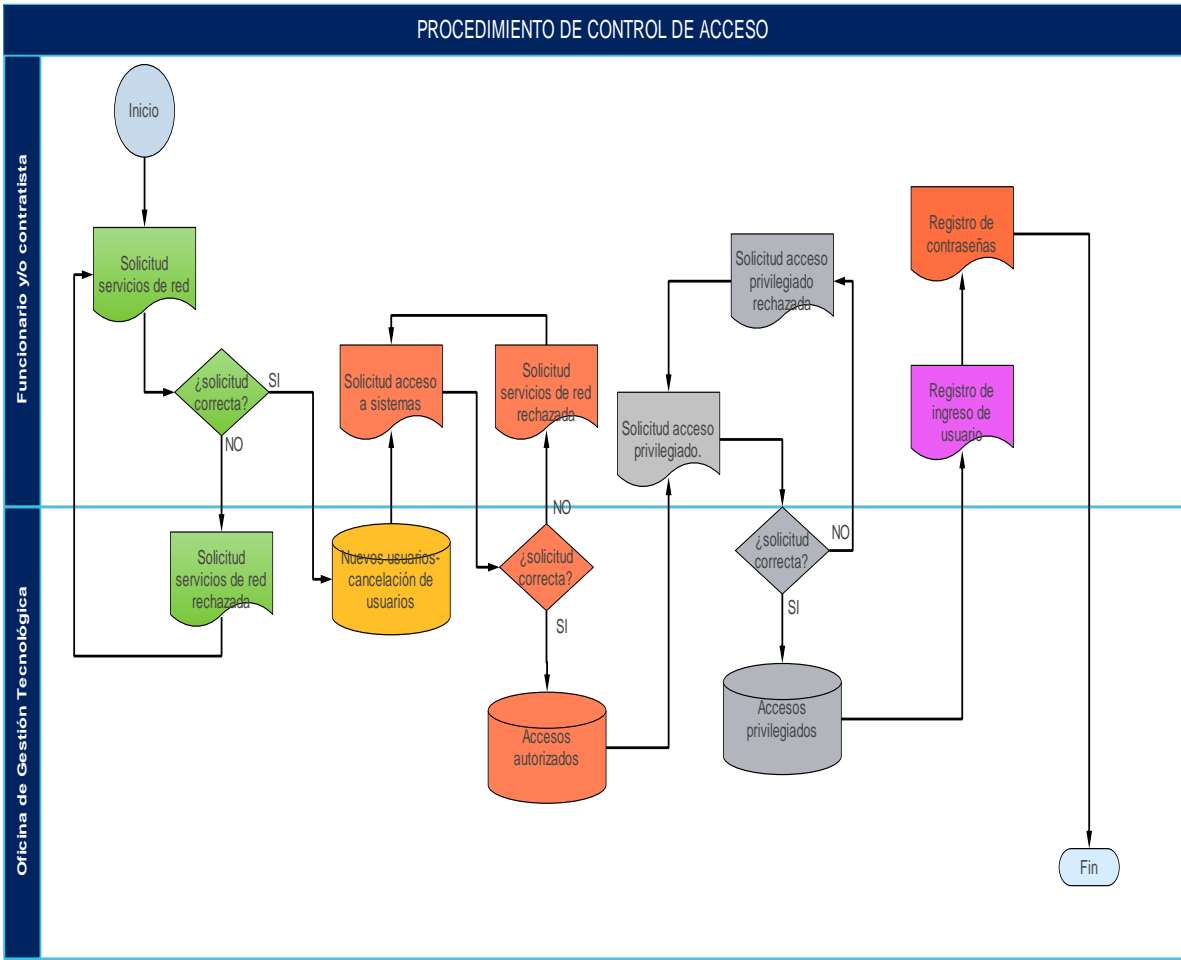 PROCEDIMIENTO DE CONTROL DE ACCESO
Funcionario y/o contratista
Inicio
Solicitud
servicios de red
¿solicitud
correcta?
SI
NO
Solicitud acceso
a sistemas
Solicitud
servicios de red
rechazada
NO
Solicitud acceso
privilegiado
rechazada
Solicitud acceso
privilegiado.
Registro de
contraseñas
Registro de
ingreso de
usuario
Oficina de Gestión Tecnológica
Solicitud
servicios de red
rechazada
Nuevos usuarios-
cancelación de
usuarios
¿solicitud
correcta?
SI
Accesos
autorizados
¿solicitud
correcta?
NO
SI
Accesos
privilegiados
Fin